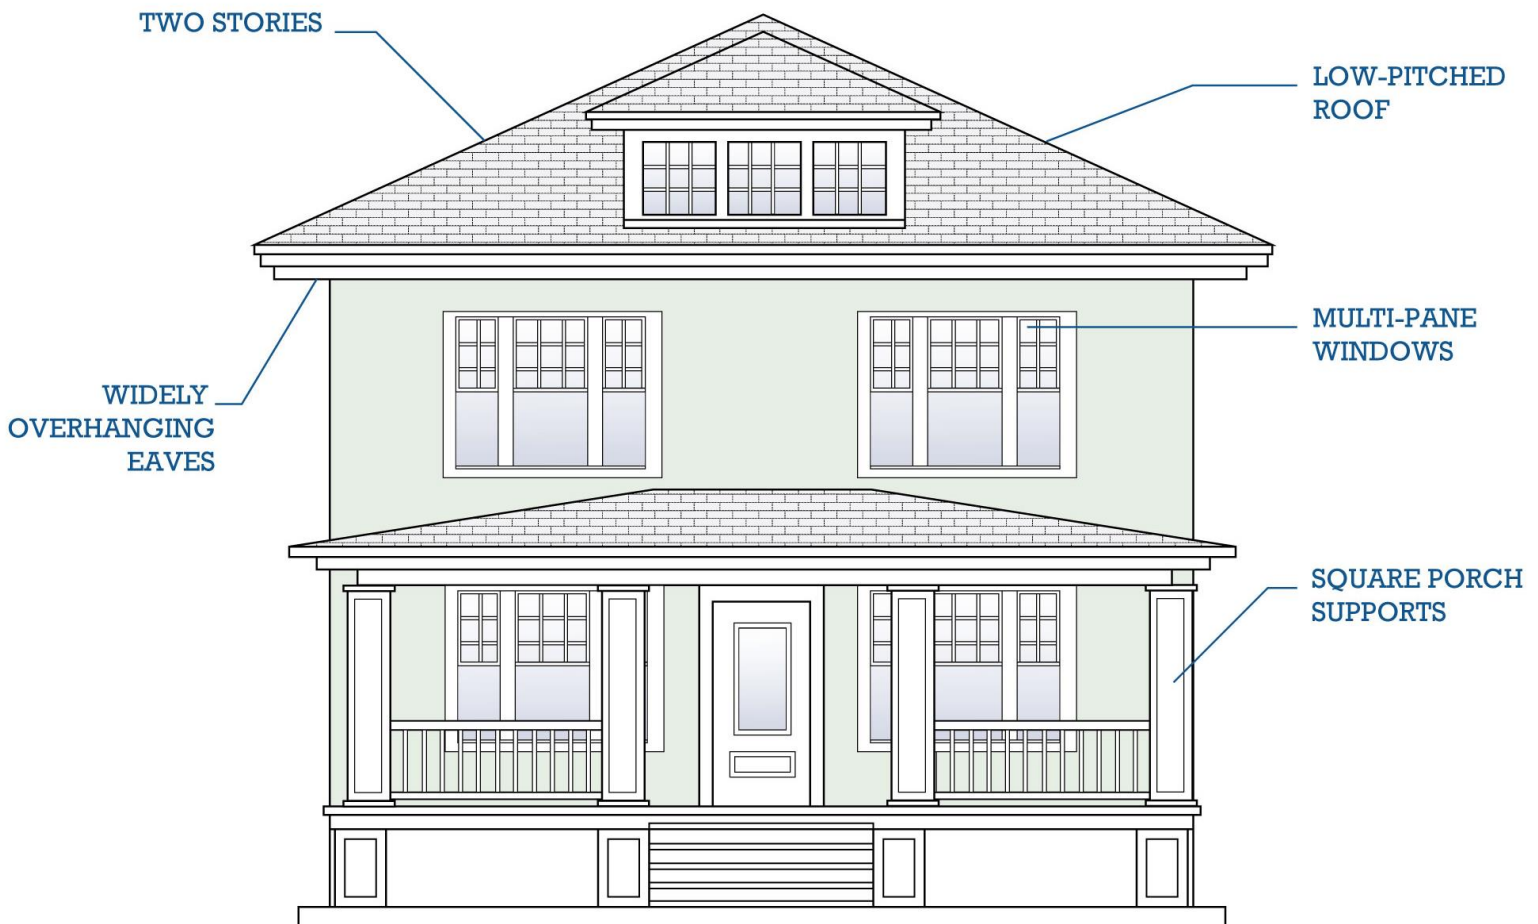 TWO STORIES
LOW-PITCHED
ROOF
MULTI-PANE
WINDOWS
WIDELY
OVERHANGING
EAVES
SQUARE PORCH
SUPPORTS